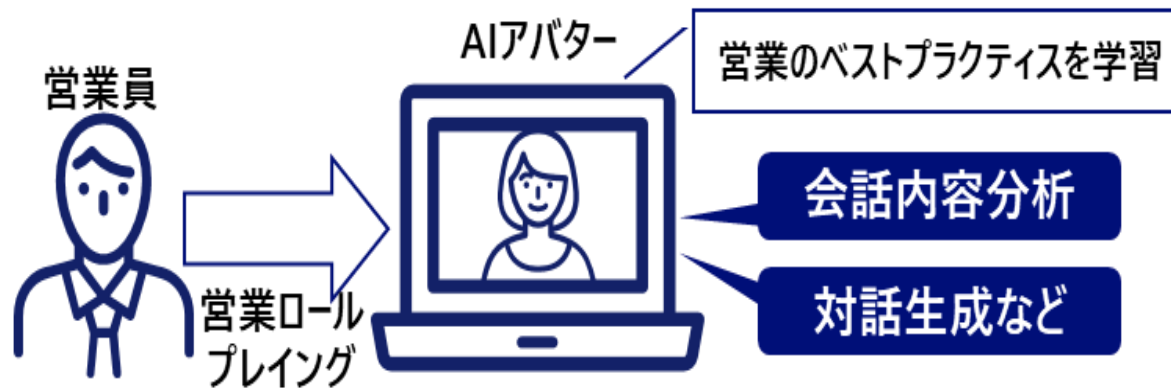 AIアバター
営業のベストプラクティスを学習
営業員
会話内容分析
対話生成など
営業ロール
プレイング